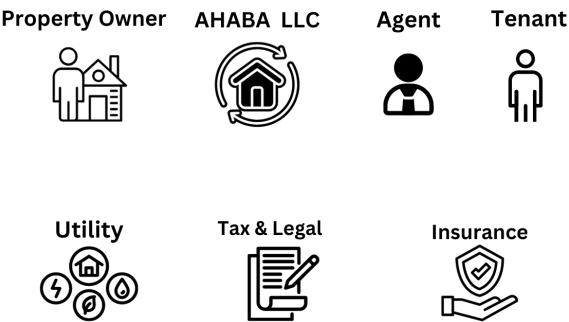 Property Owner
AHABA LLC
Agent
Tenant
Utility
Tax & Legal
Insurance